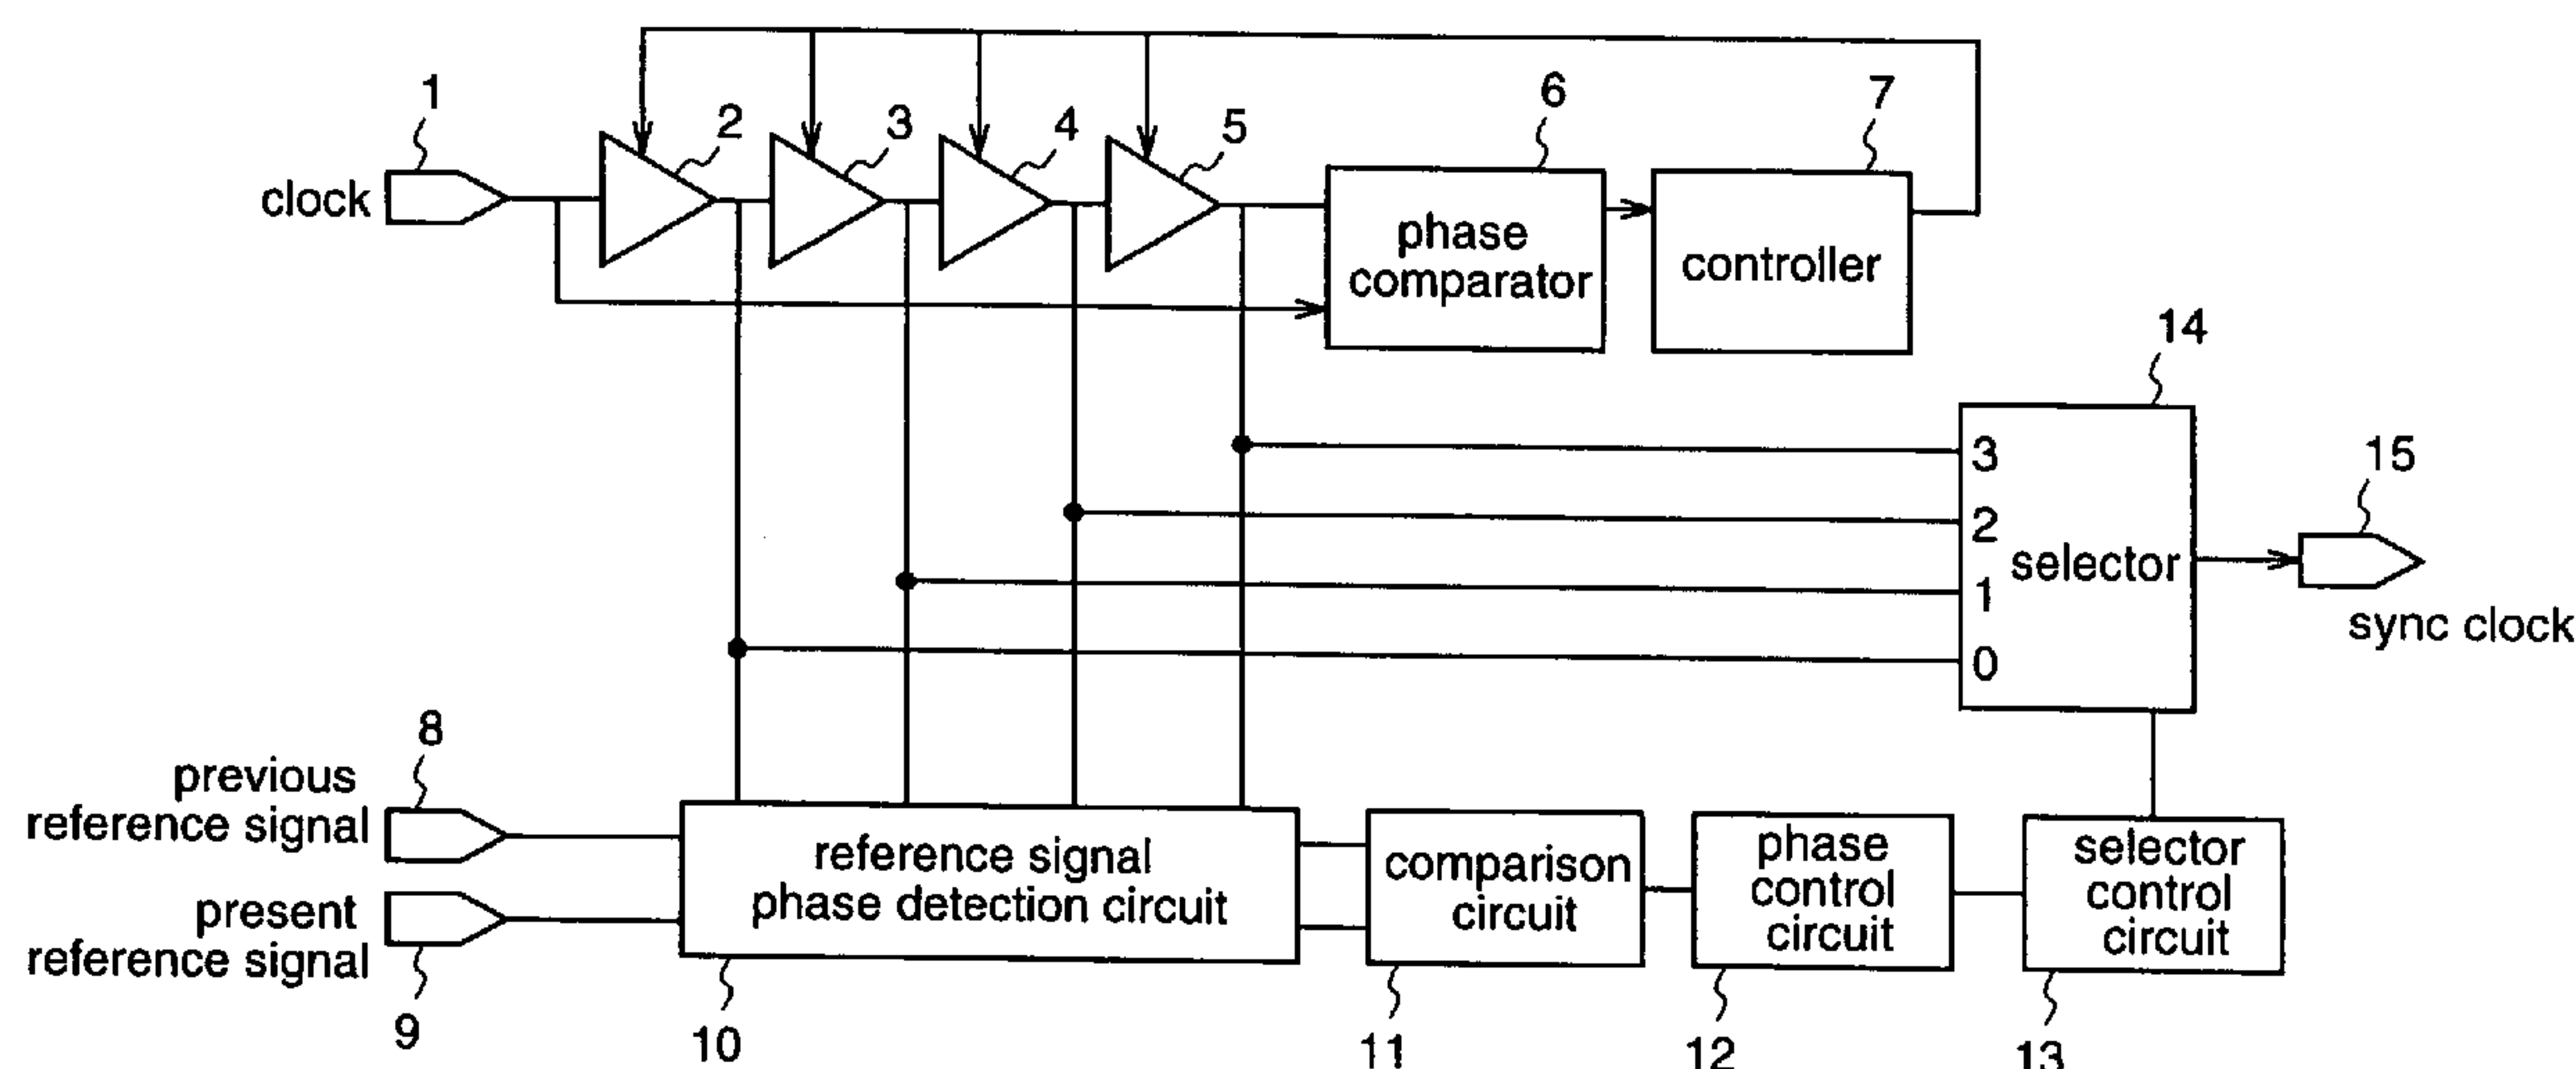 1
2
3
4
5
6
7
clock
phase
comparator
controller
14
3
2
1
0
selector
15
sync clock
8
previous
reference signal
present
reference signal
9
reference signal
phase detection circuit
10
comparison
circuit
11
phase
control
circuit
12
selector
control
circuit
13